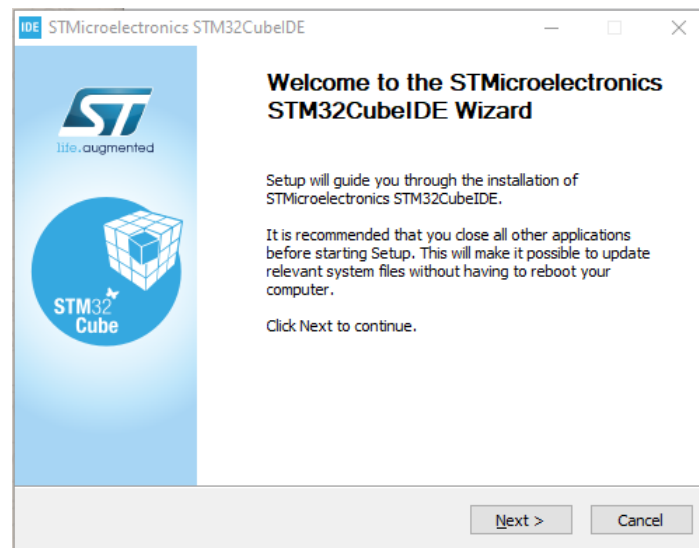 IDE STMicroelectronics STM32CubeIDE
ST
life.augmented
STM32
Cube
Welcome to the STMicroelectronics
STM32CubeIDE Wizard
Setup will guide you through the installation of
STMicroelectronics STM32CubeIDE.
It is recommended that you close all other applications
before starting Setup. This will make it possible to update
relevant system files without having to reboot your
computer.
Click Next to continue.
Next >
Cancel